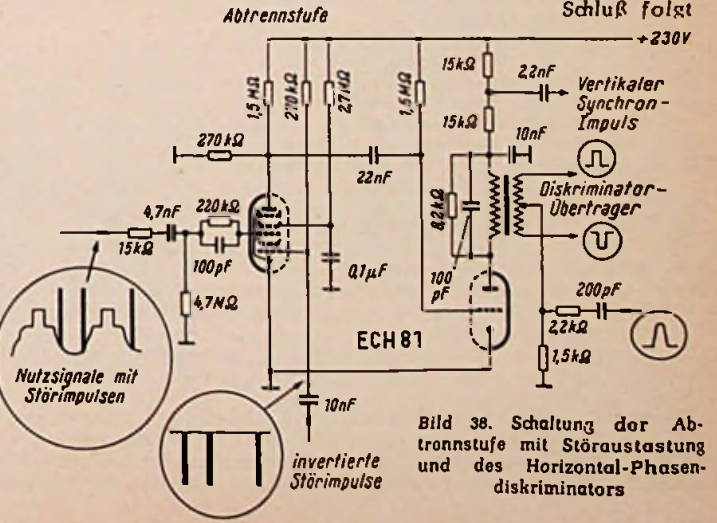 Schluß folgt
Abtrennstufe
+230V
1,5MΩ
270kΩ
2,7MΩ
1,5MΩ
15kΩ
2,2nF
Vertikaler
Synchron-
Impuls
15kΩ
10nF
270kΩ
22nF
Diskriminator-
Übertrager
8,2kΩ
100
pF
4,7nF
220kΩ
15kΩ
100pF
0,1μF
4,7MΩ
ECH 81
200pF
2,2kΩ
1,5kΩ
Nutzsignale mit
Störimpulsen
10nF
invertierte
Störimpulse
Bild 38. Schaltung der Ab-
trennstufe mit Störaustastung
und des Horizontal-Phasen-
diskriminators